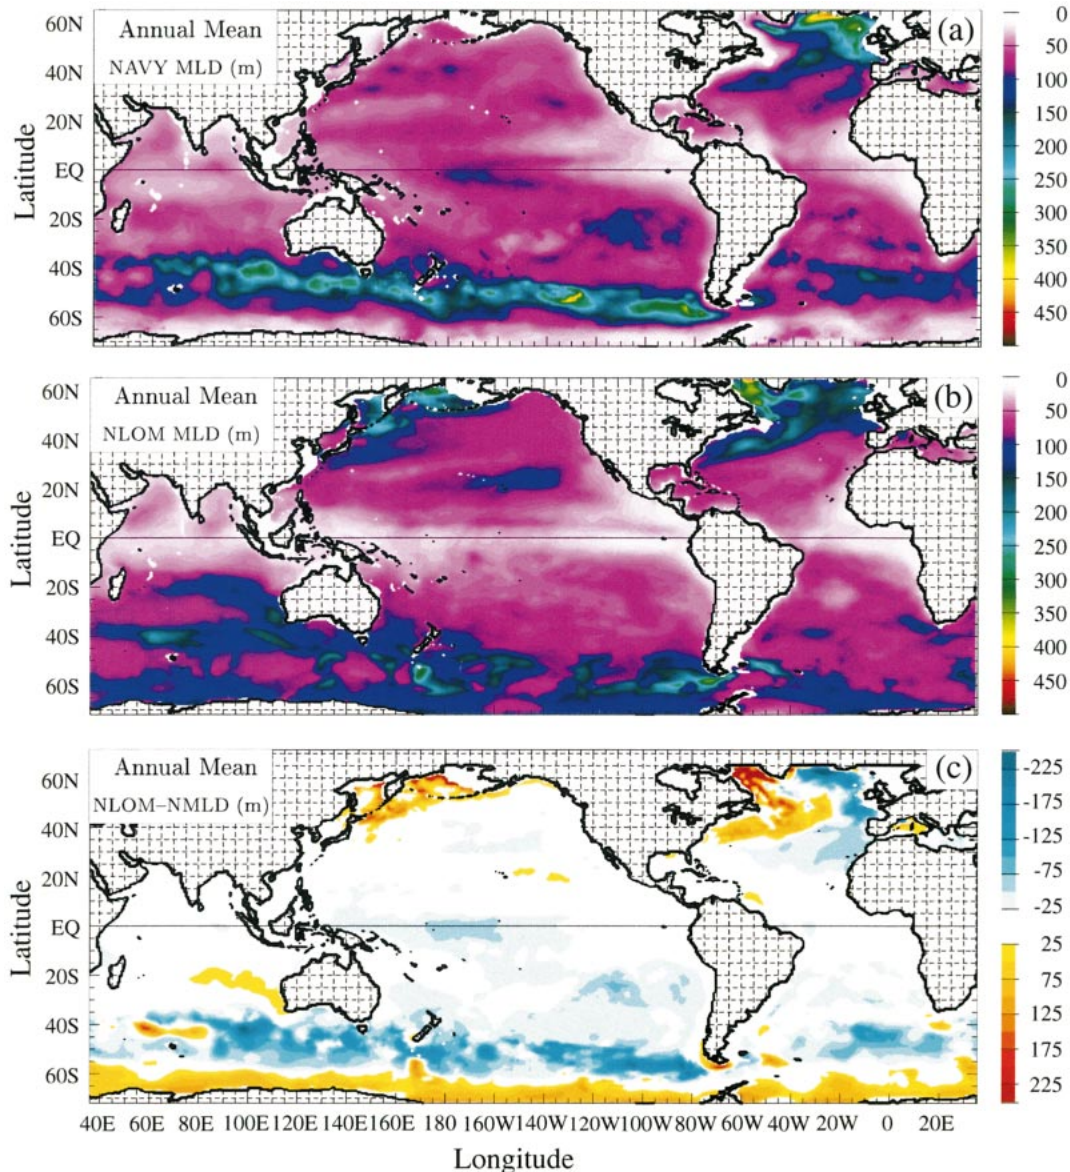 Annual Mean
NAVY MLD (m)
(a)
60N
40N
20N
EQ
20S
40S
60S
Latitude
0
50
100
150
200
250
300
350
400
450
Annual Mean
NLOM MLD (m)
(b)
60N
40N
20N
EQ
20S
40S
60S
Latitude
0
50
100
150
200
250
300
350
400
450
Annual Mean
NLOM–NMLD (m)
(c)
60N
40N
20N
EQ
20S
40S
60S
Latitude
-225
-175
-125
-75
-25
25
75
125
175
225
40E 60E 80E 100E 120E 140E 160E 180 160W 140W 120W 100W 80W 60W 40W 20W 0 20E
Longitude